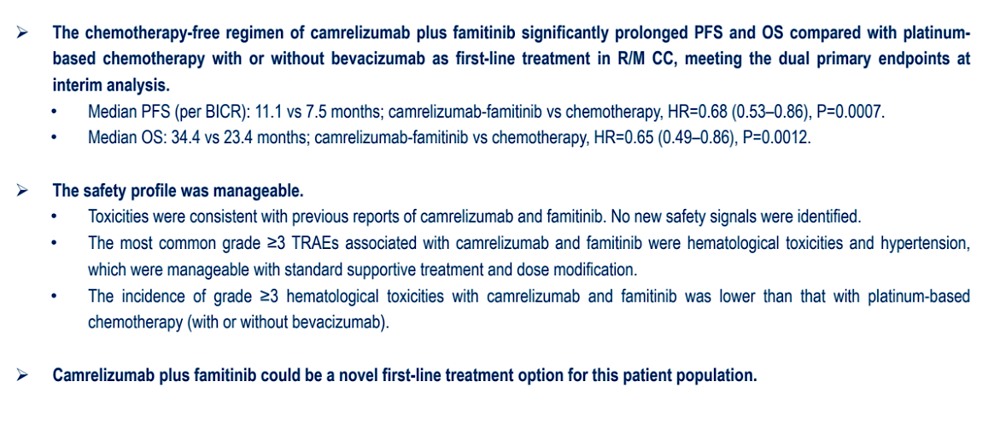 ➢ The chemotherapy-free regimen of camrelizumab plus famitinib significantly prolonged PFS and OS compared with platinum-
based chemotherapy with or without bevacizumab as first-line treatment in R/M CC, meeting the dual primary endpoints at
interim analysis.
• Median PFS (per BICR): 11.1 vs 7.5 months; camrelizumab-famitinib vs chemotherapy, HR=0.68 (0.53–0.86), P=0.0007.
• Median OS: 34.4 vs 23.4 months; camrelizumab-famitinib vs chemotherapy, HR=0.65 (0.49–0.86), P=0.0012.
➢ The safety profile was manageable.
• Toxicities were consistent with previous reports of camrelizumab and famitinib. No new safety signals were identified.
• The most common grade ≥3 TRAEs associated with camrelizumab and famitinib were hematological toxicities and hypertension,
which were manageable with standard supportive treatment and dose modification.
• The incidence of grade ≥3 hematological toxicities with camrelizumab and famitinib was lower than that with platinum-based
chemotherapy (with or without bevacizumab).
➢ Camrelizumab plus famitinib could be a novel first-line treatment option for this patient population.